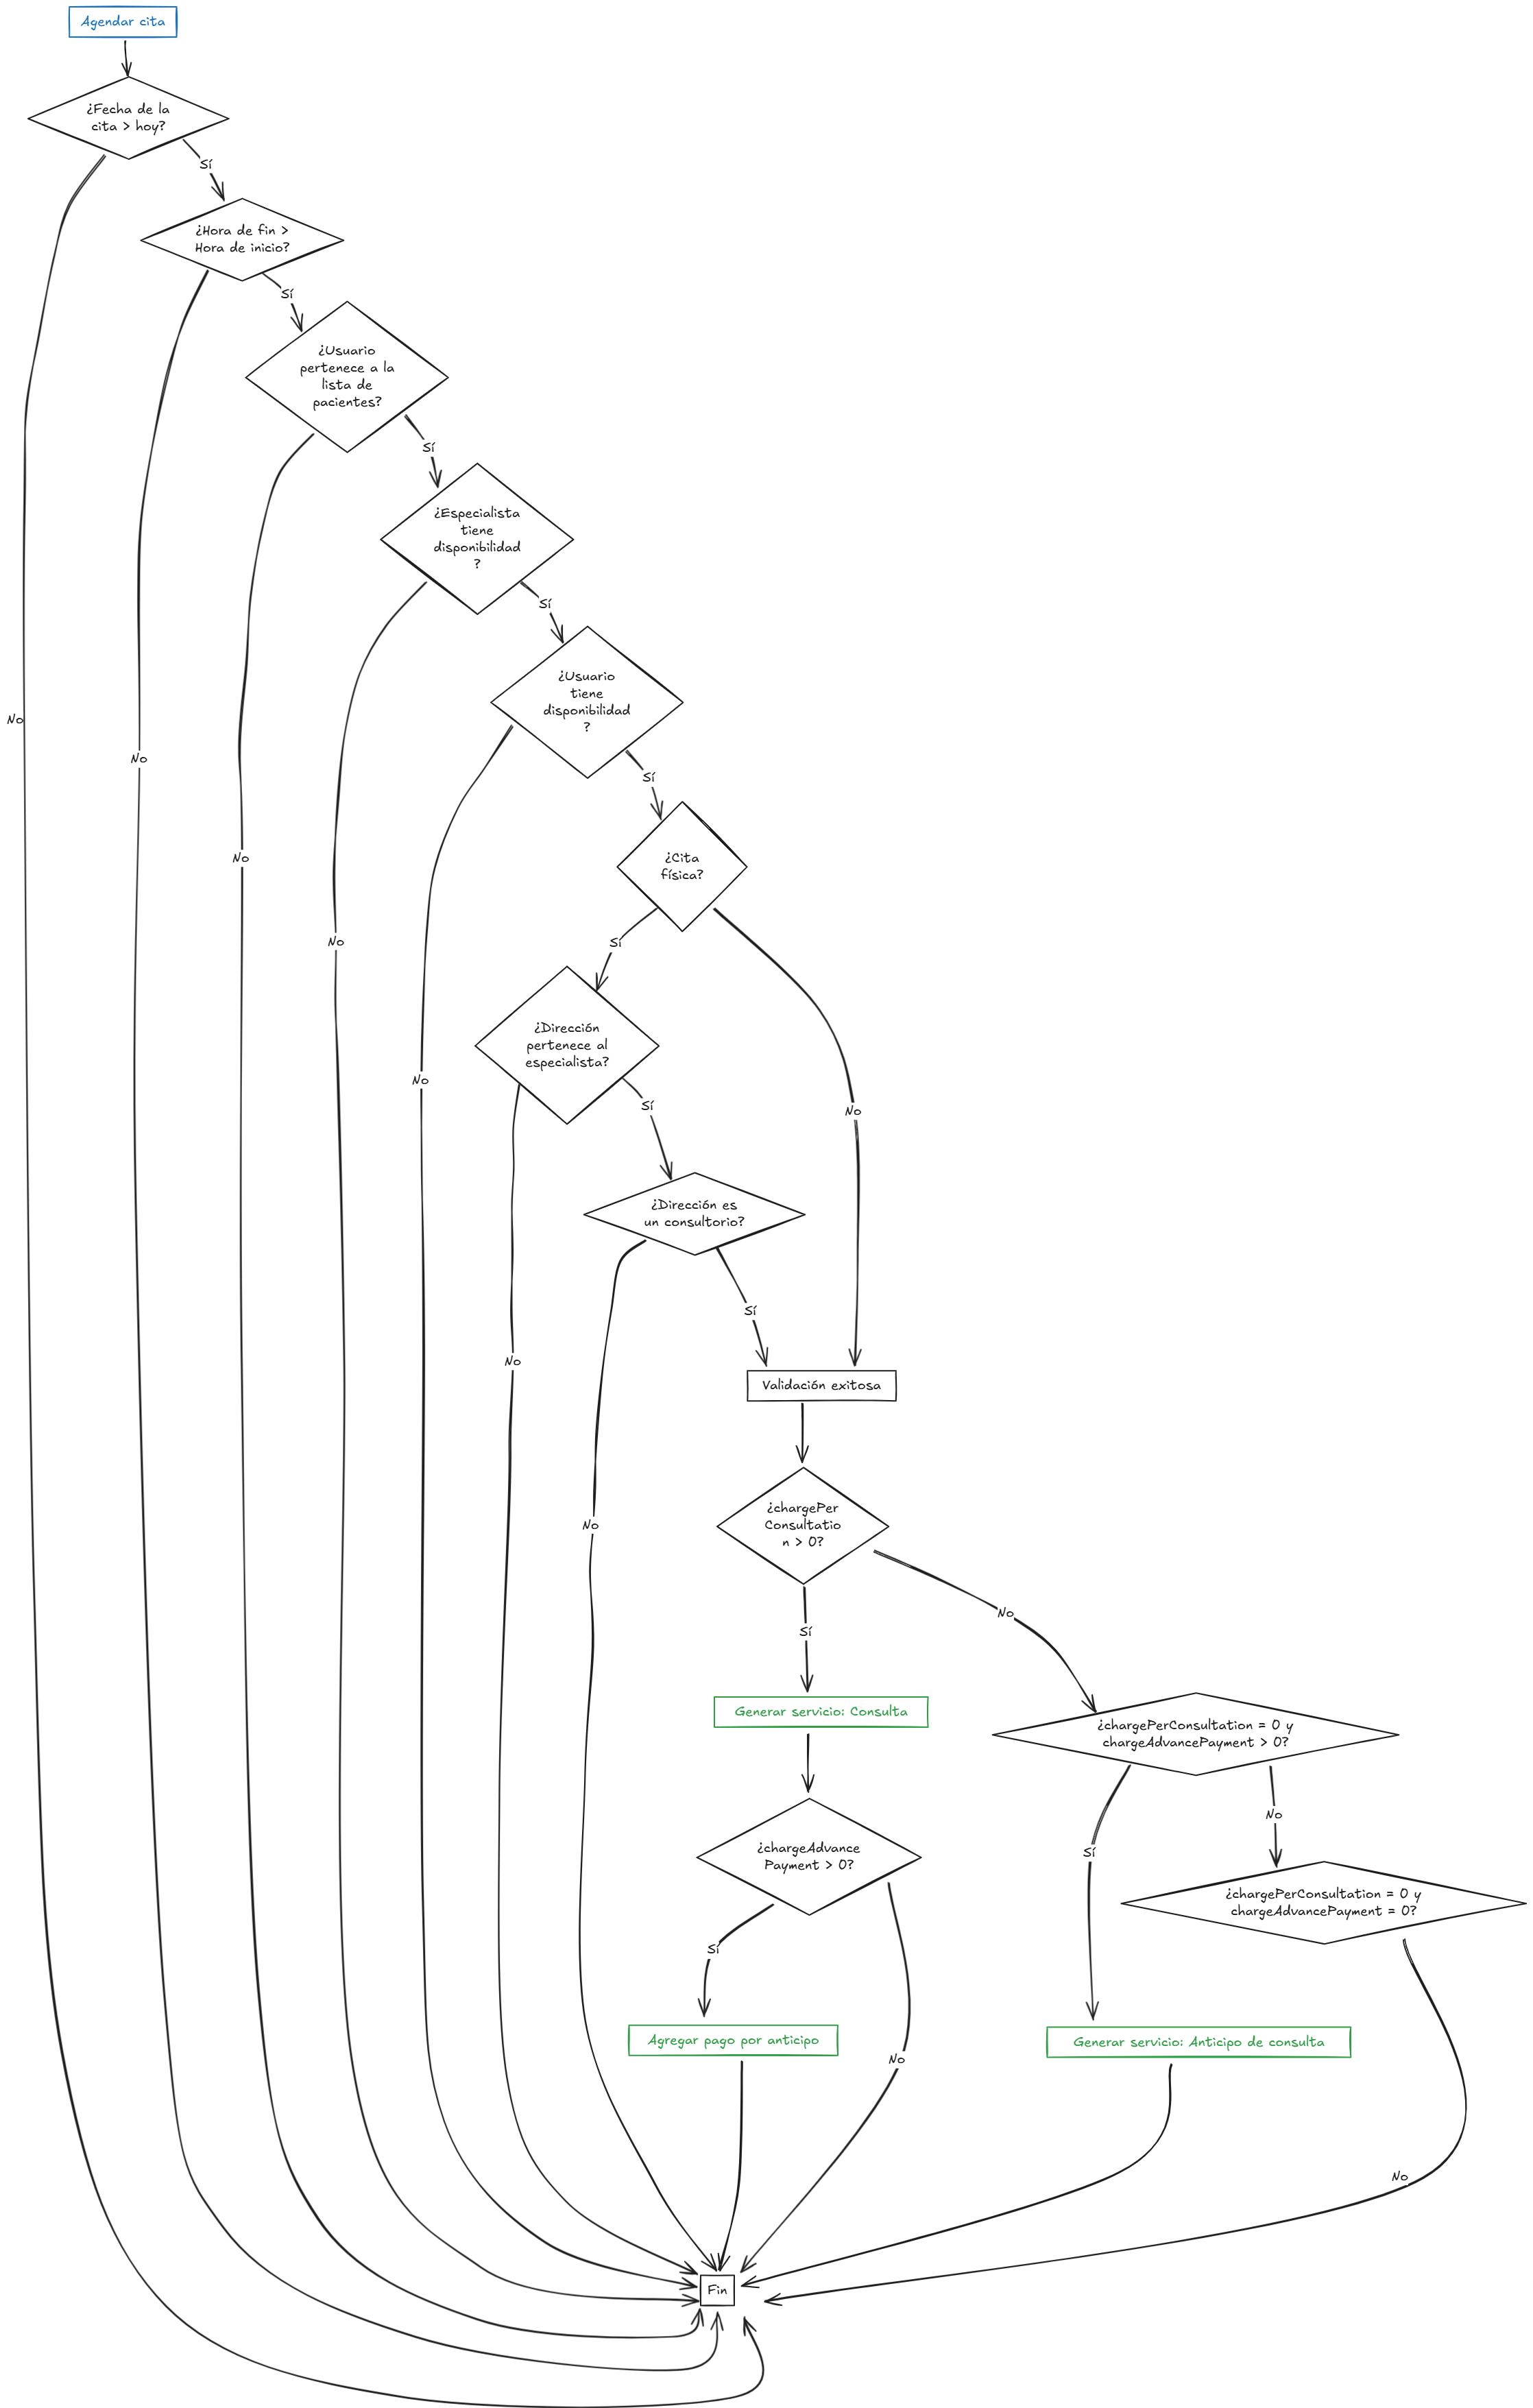 Agendar cita
¿Fecha de la
cita > hoy?
Sí
¿Hora de fin >
Hora de inicio?
Sí
¿Usuario
pertenece a la
lista de
pacientes?
Sí
¿Especialista
tiene
disponibilidad
?
Sí
¿Usuario
tiene
disponibilidad
?
No
No
Sí
¿Cita
física?
No
No
Sí
¿Dirección
pertenece al
especialista?
No
Sí
No
¿Dirección es
un consultorio?
Sí
No
Validación exitosa
¿chargePer
Consultatio
n > 0?
No
No
Sí
Generar servicio: Consulta
¿chargePerConsultation = 0 y
chargeAdvancePayment > 0?
No
¿chargeAdvance
Payment > 0?
Sí
¿chargePerConsultation = 0 y
chargeAdvancePayment = 0?
Sí
Agregar pago por anticipo
Generar servicio: Anticipo de consulta
No
No
Fin